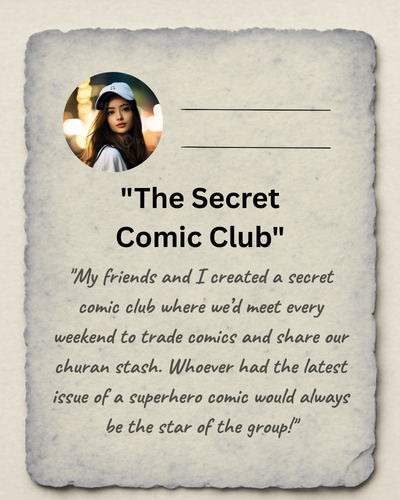 "The Secret
Comic Club"
"My friends and I created a secret
comic club where we'd meet every
weekend to trade comics and share our
churan stash. Whoever had the latest
issue of a superhero comic would always
be the star of the group!"